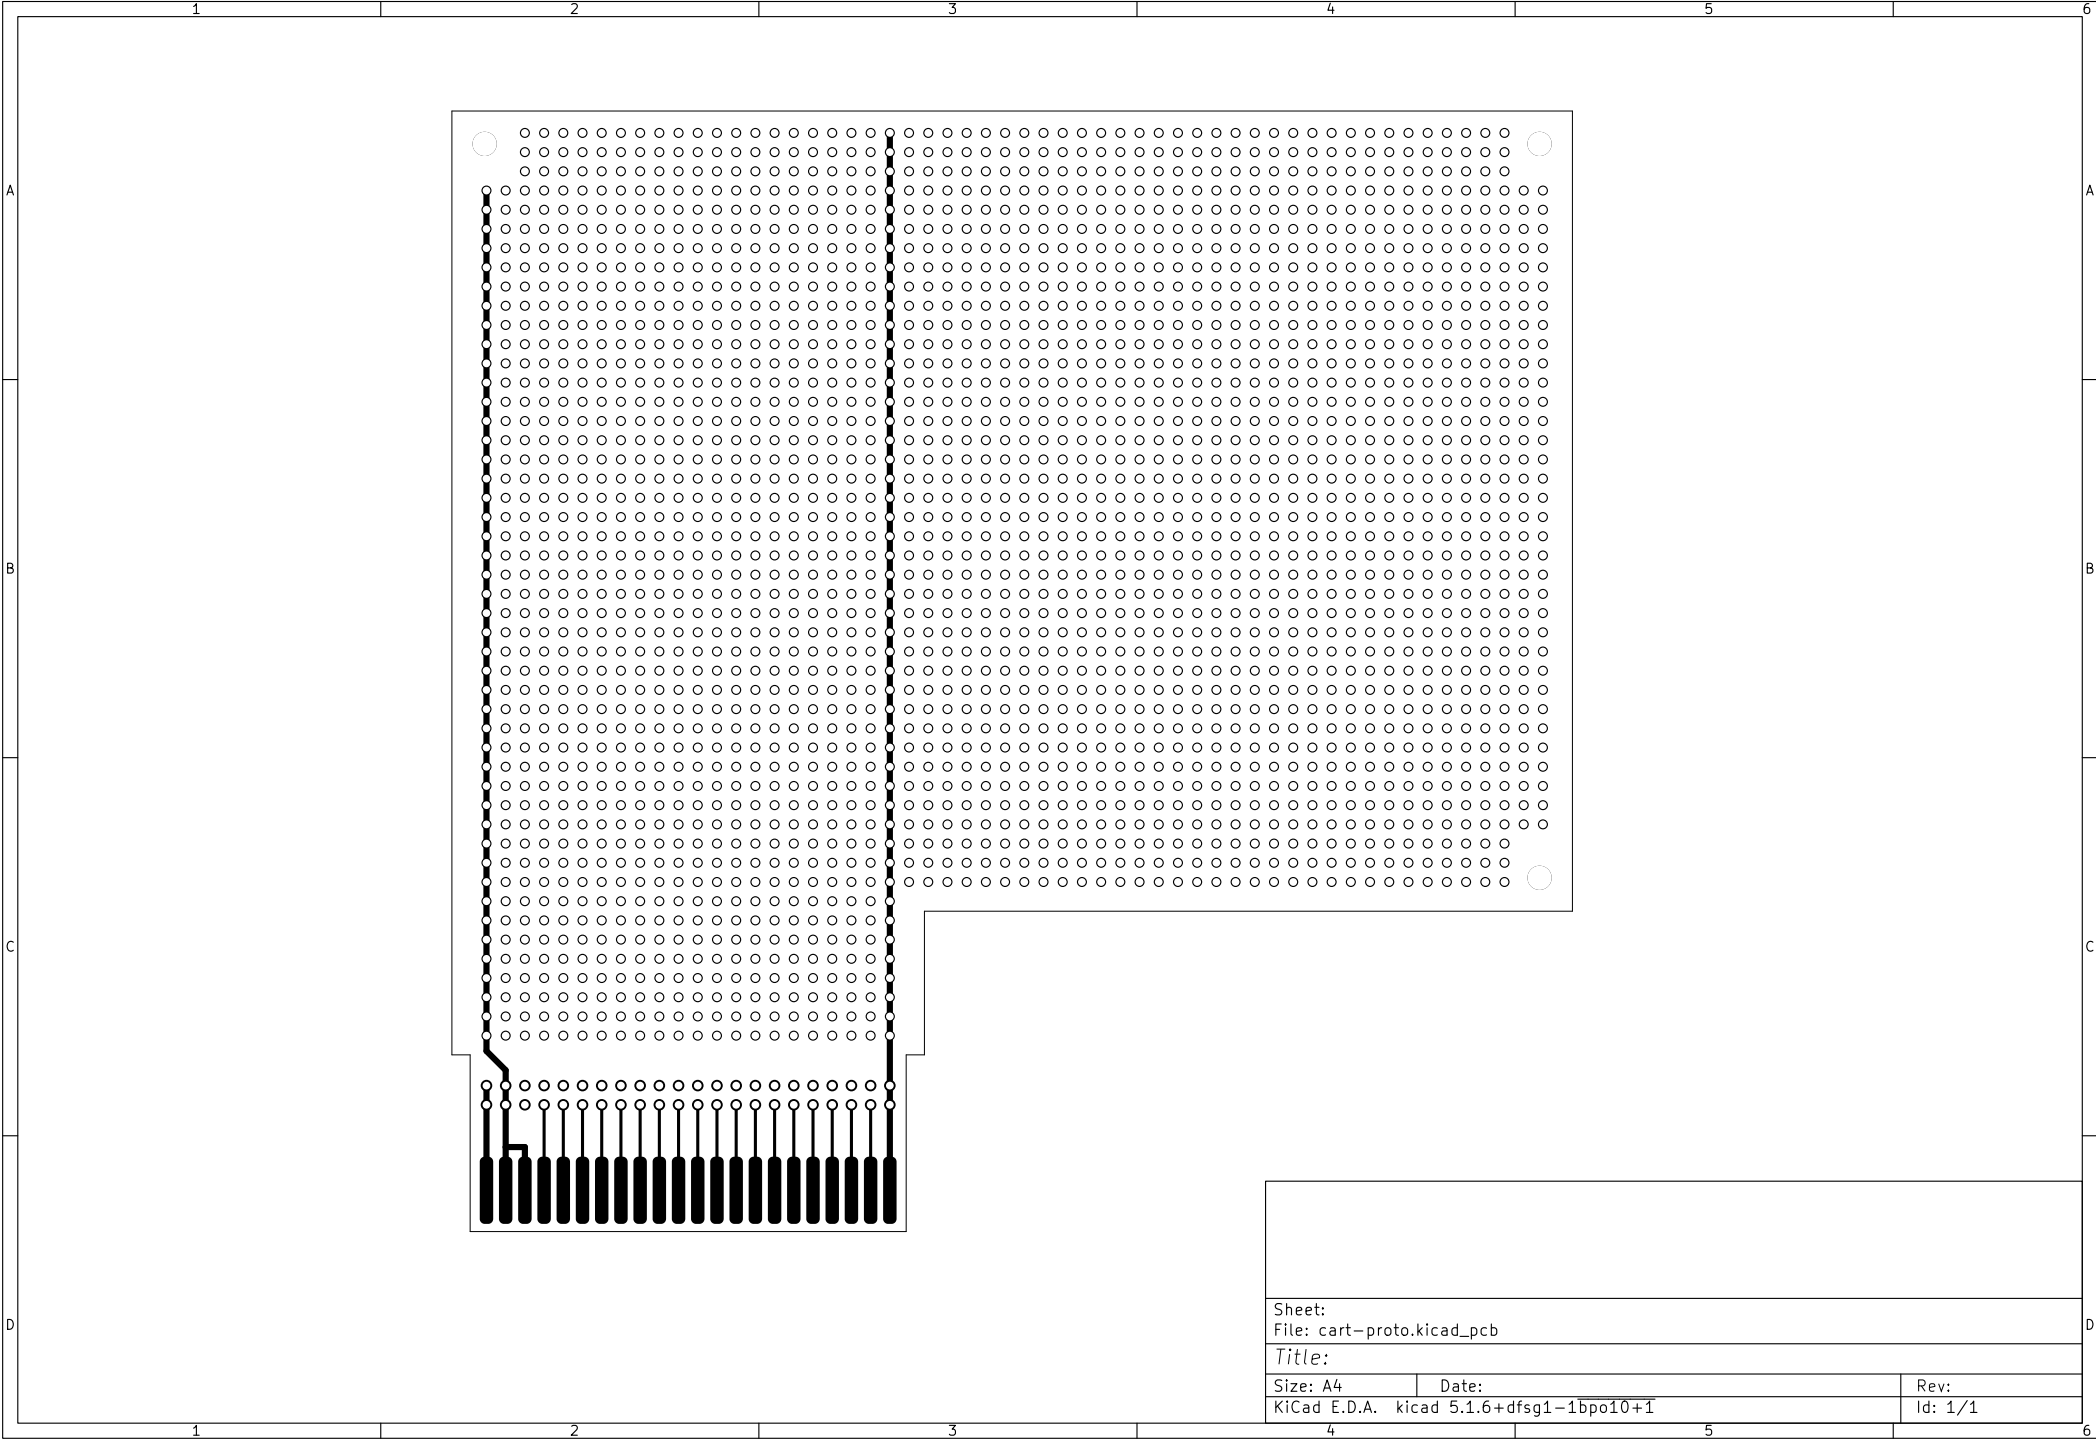 1 2 3 4 5 6
A A
B B
C C
D D
Sheet:
File: cart-proto.kicad_pcb
Title:
Size: A4 Date: Rev:
KiCad E.D.A. kicad 5.1.6+dfsg1-1bpo10+1 Id: 1/1
1 2 3 4 5 6